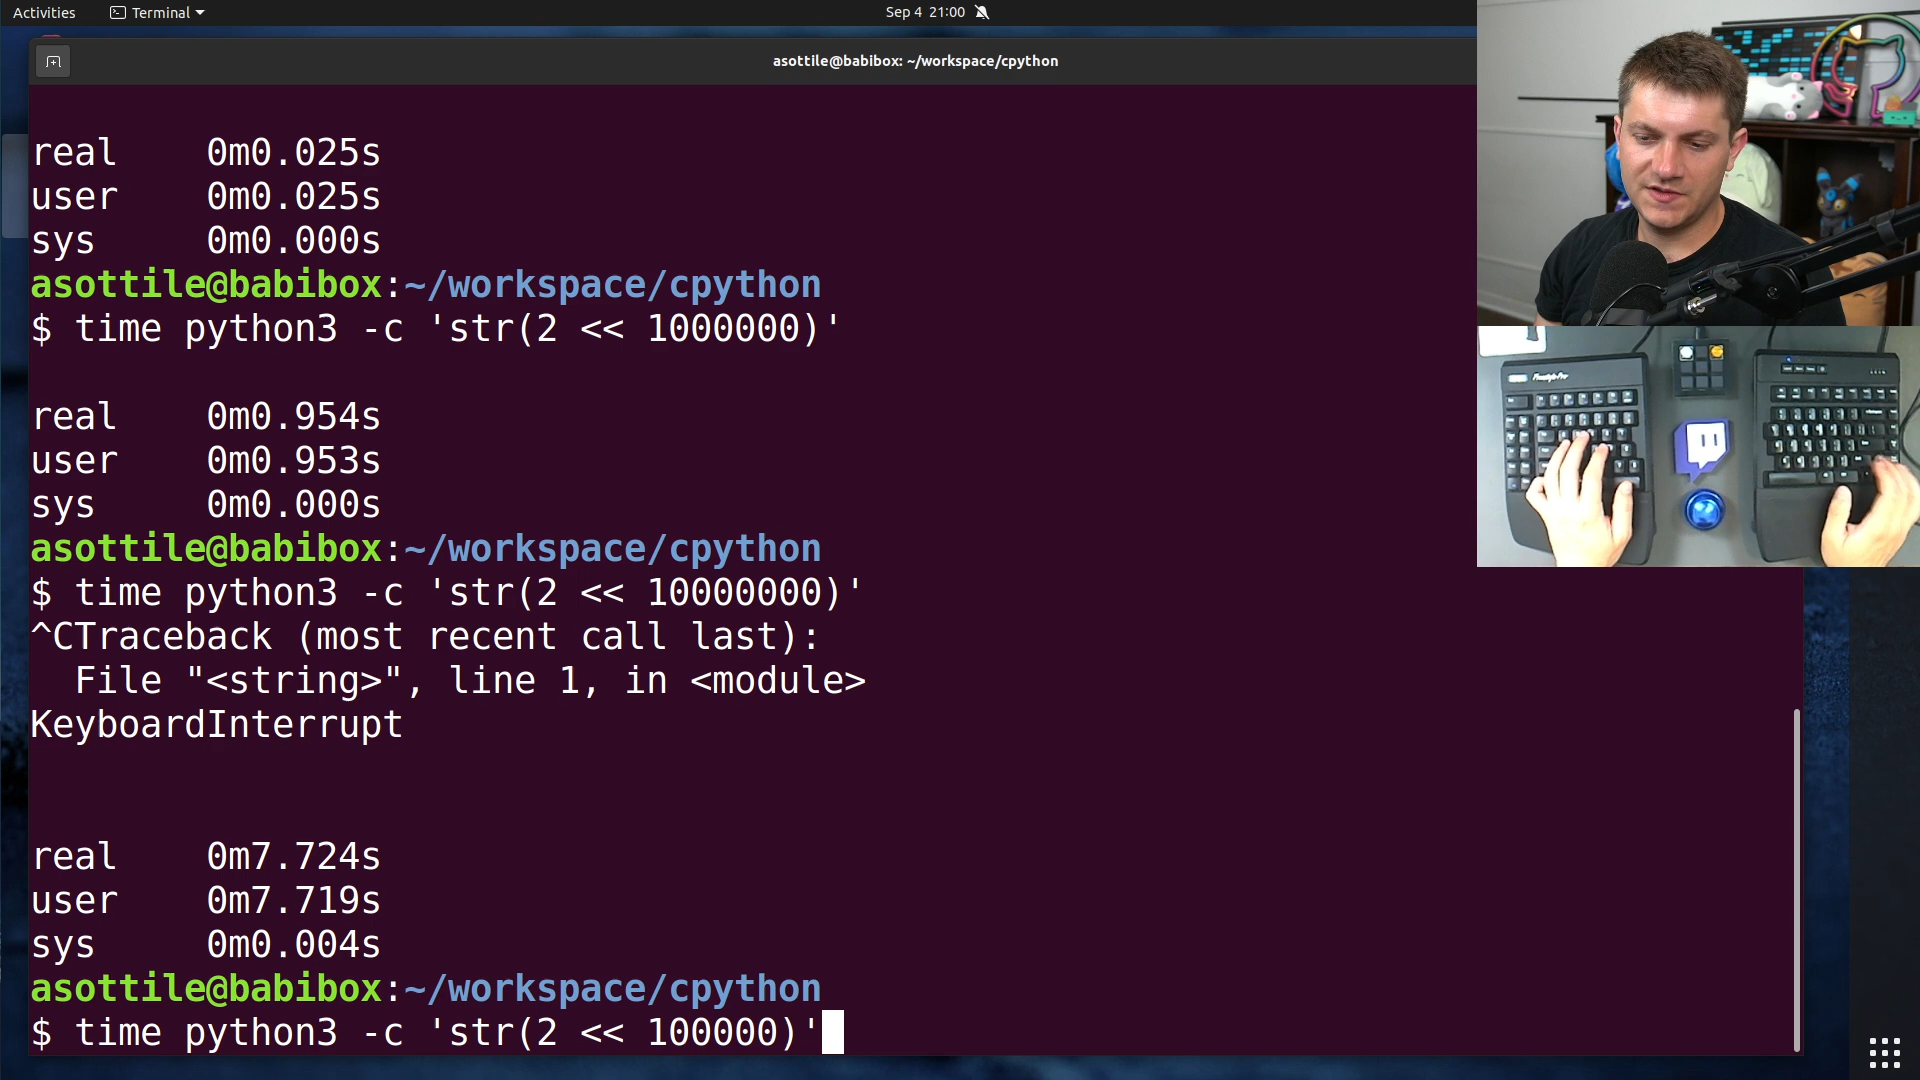 Activities
Terminal
Sep 4 21:00
asottile@babibox: ~/workspace/cpython
real 0m0.025s
user 0m0.025s
sys 0m0.000s
asottile@babibox:~/workspace/cpython
$ time python3 -c 'str(2 << 1000000)'
real 0m0.954s
user 0m0.953s
sys 0m0.000s
asottile@babibox:~/workspace/cpython
$ time python3 -c 'str(2 << 10000000)'
^CTraceback (most recent call last):
File "<string>", line 1, in <module>
KeyboardInterrupt
real 0m7.724s
user 0m7.719s
sys 0m0.004s
asottile@babibox:~/workspace/cpython
$ time python3 -c 'str(2 << 100000)'